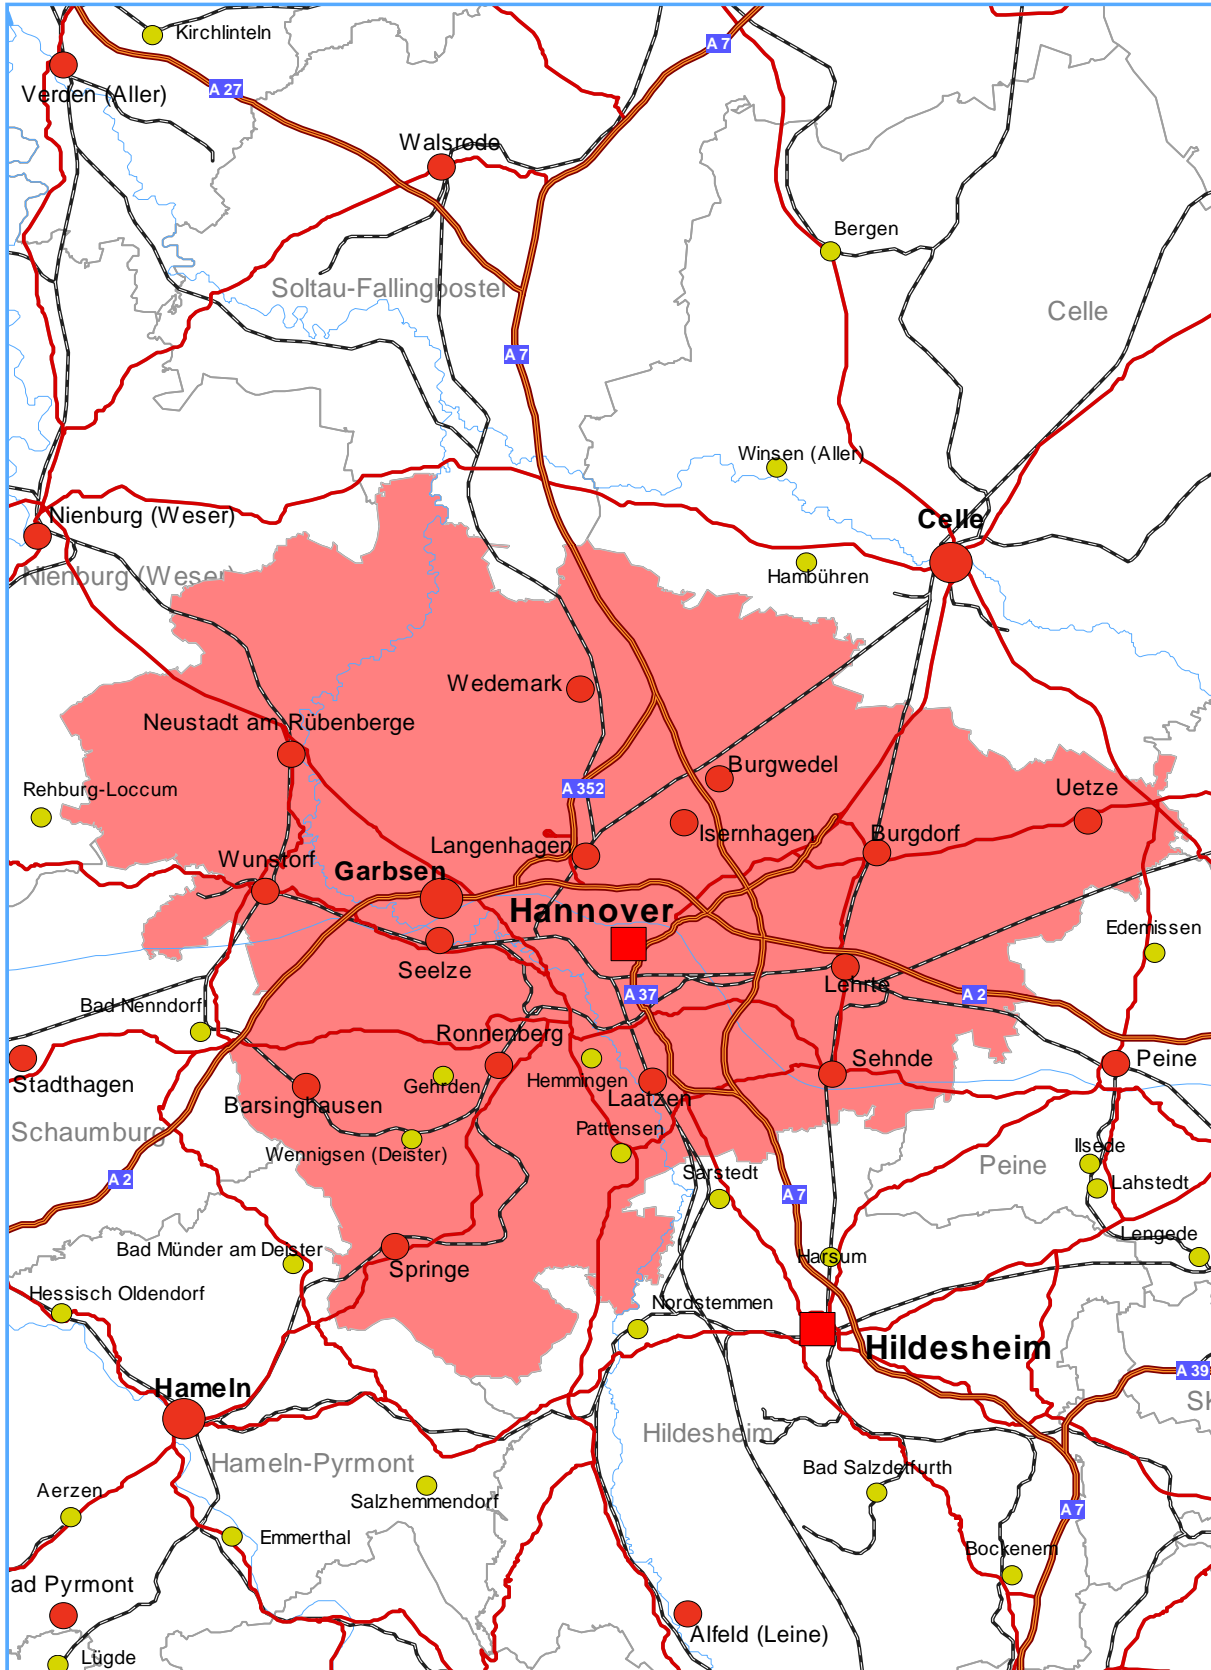 Kirchlinteln
A 7
A 27
Verden (Aller)
Walsrode
Bergen
Soltau-Fallingbostel
Celle
A 7
Winsen (Aller)
Nienburg (Weser)
Celle
Nienburg (Weser)
Hambühren
Wedemark
Neustadt am Rübenberge
Burgwedel
Rehburg-Loccum
A 352
Uetze
Isernhagen
Burgdorf
Langenhagen
Wunstorf
Garbsen
Hannover
Edemissen
Seelze
Lehrte
A 37
A 2
Bad Nenndorf
Ronnenberg
Sehnde
Peine
Stadthagen
Gehrden
Hemmingen
Laatzen
Barsinghausen
Schaumburg
Pattensen
Wennigsen (Deister)
Ilsede
Peine
A 2
Sarstedt
Lahstedt
A 7
Lengede
Bad Münder am Deister
Harsum
Springe
Hessisch Oldendorf
Nordstemmen
Hildesheim
A 39
Hameln
Hildesheim
Hameln-Pyrmont
Bad Salzdetfurth
Aerzen
Salzhemmendorf
A 7
Emmerthal
Bockenem
ad Pyrmont
Alfeld (Leine)
Lügde